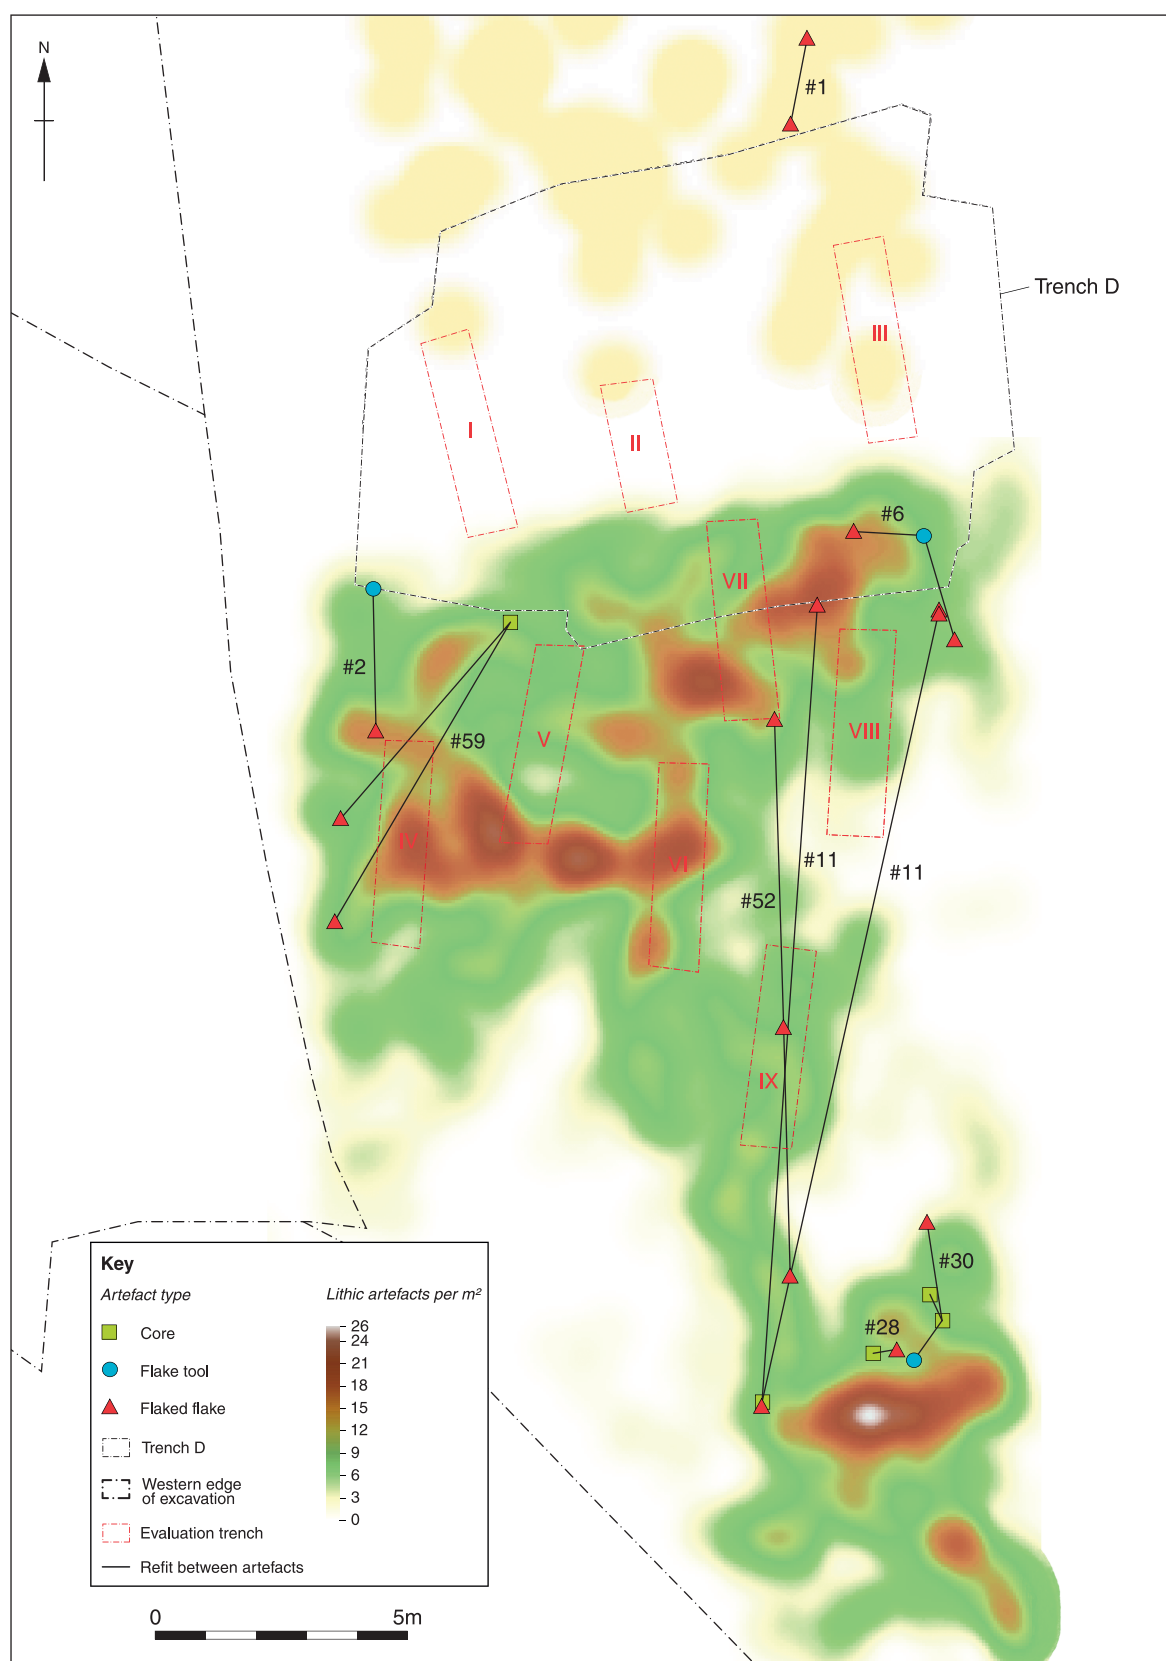 N
#1
Trench D
III
I
II
#6
VII
#2
#59
V
VIII
IV
VI
#11
#11
#52
IX
#30
#28
Key
Artefact type
Lithic artefacts per m²
Core
Flake tool
Flaked flake
Trench D
Western edge
of excavation
Evaluation trench
Refit between artefacts
26
24
21
18
15
12
9
6
3
0
0 5m